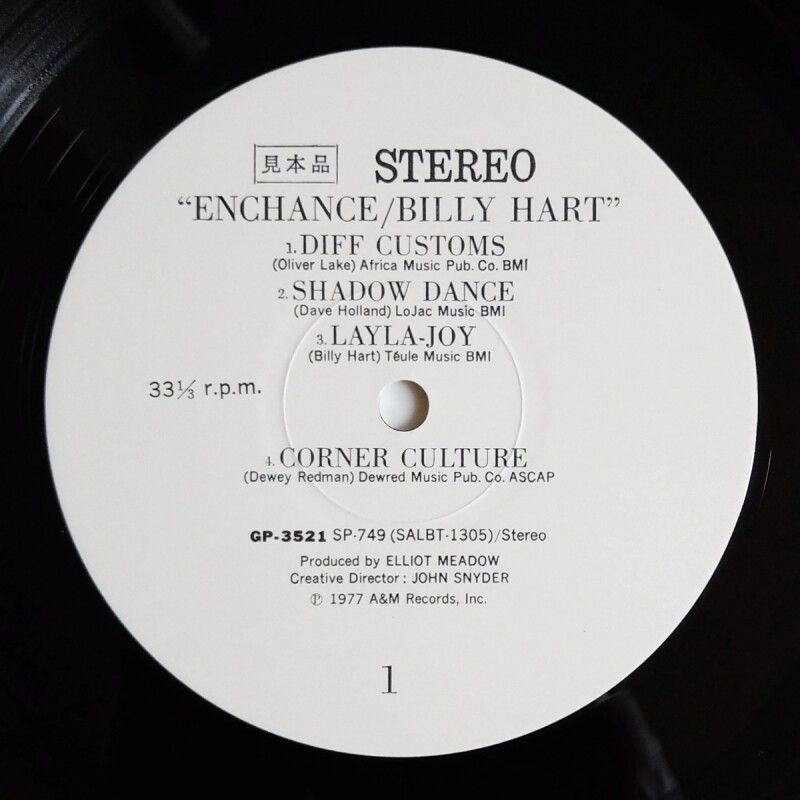 見本品 STEREO
“ENCHANCE/BILLY HART”
1. DIFF CUSTOMS
(Oliver Lake) Africa Music Pub. Co. BMI
2. SHADOW DANCE
(Dave Holland) LoJac Music BMI
3. LAYLA-JOY
(Billy Hart) Téule Music BMI
33⅓ r.p.m.
4. CORNER CULTURE
(Dewey Redman) Dewred Music Pub. Co. ASCAP
GP-3521 SP-749 (SALBT-1305)/Stereo
Produced by ELLIOT MEADOW
Creative Director : JOHN SNYDER
℗ 1977 A&M Records, Inc.
1